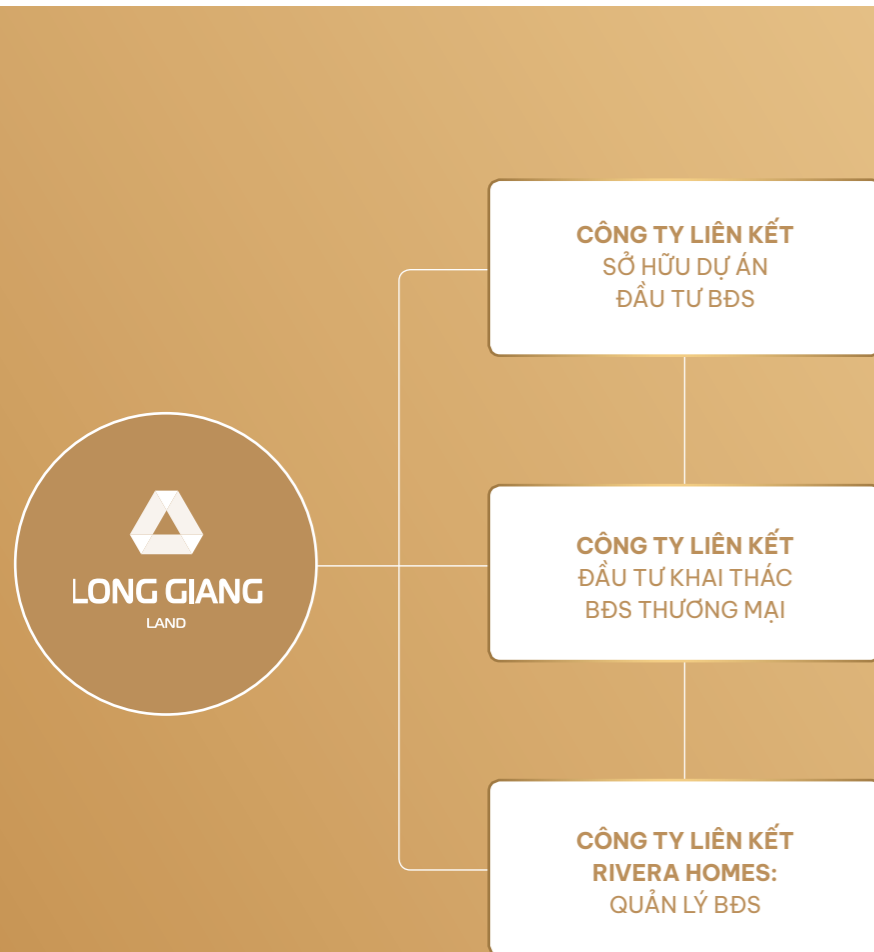 CÔNG TY LIÊN KẾT
SỞ HỮU DỰ ÁN
ĐẦU TƯ BĐS
LONG GIANG
LAND
CÔNG TY LIÊN KẾT
ĐẦU TƯ KHAI THÁC
BĐS THƯƠNG MẠI
CÔNG TY LIÊN KẾT
RIVERA HOMES:
QUẢN LÝ BĐS